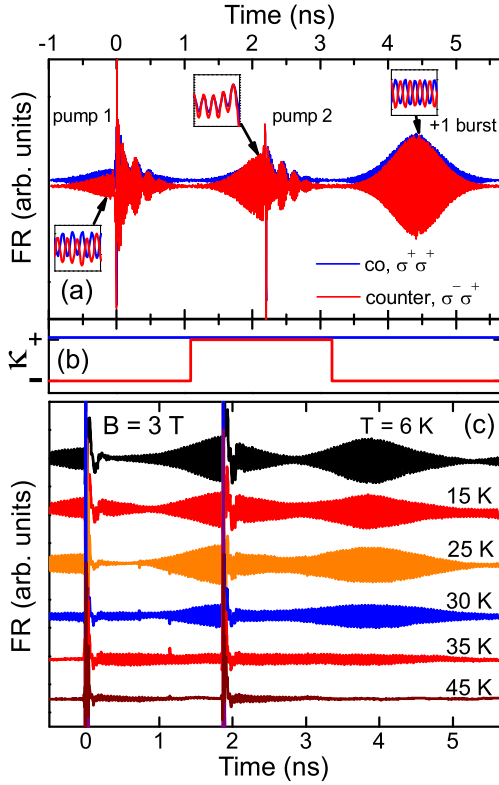 Time (ns)
-1 0 1 2 3 4 5
pump 1
pump 2
+1 burst
FR (arb. units)
co, σ⁺σ⁺
counter, σ⁻σ⁺
(a)
κ
+
-
(b)
B = 3 T
T = 6 K
(c)
15 K
25 K
30 K
35 K
45 K
FR (arb. units)
0 1 2 3 4 5
Time (ns)